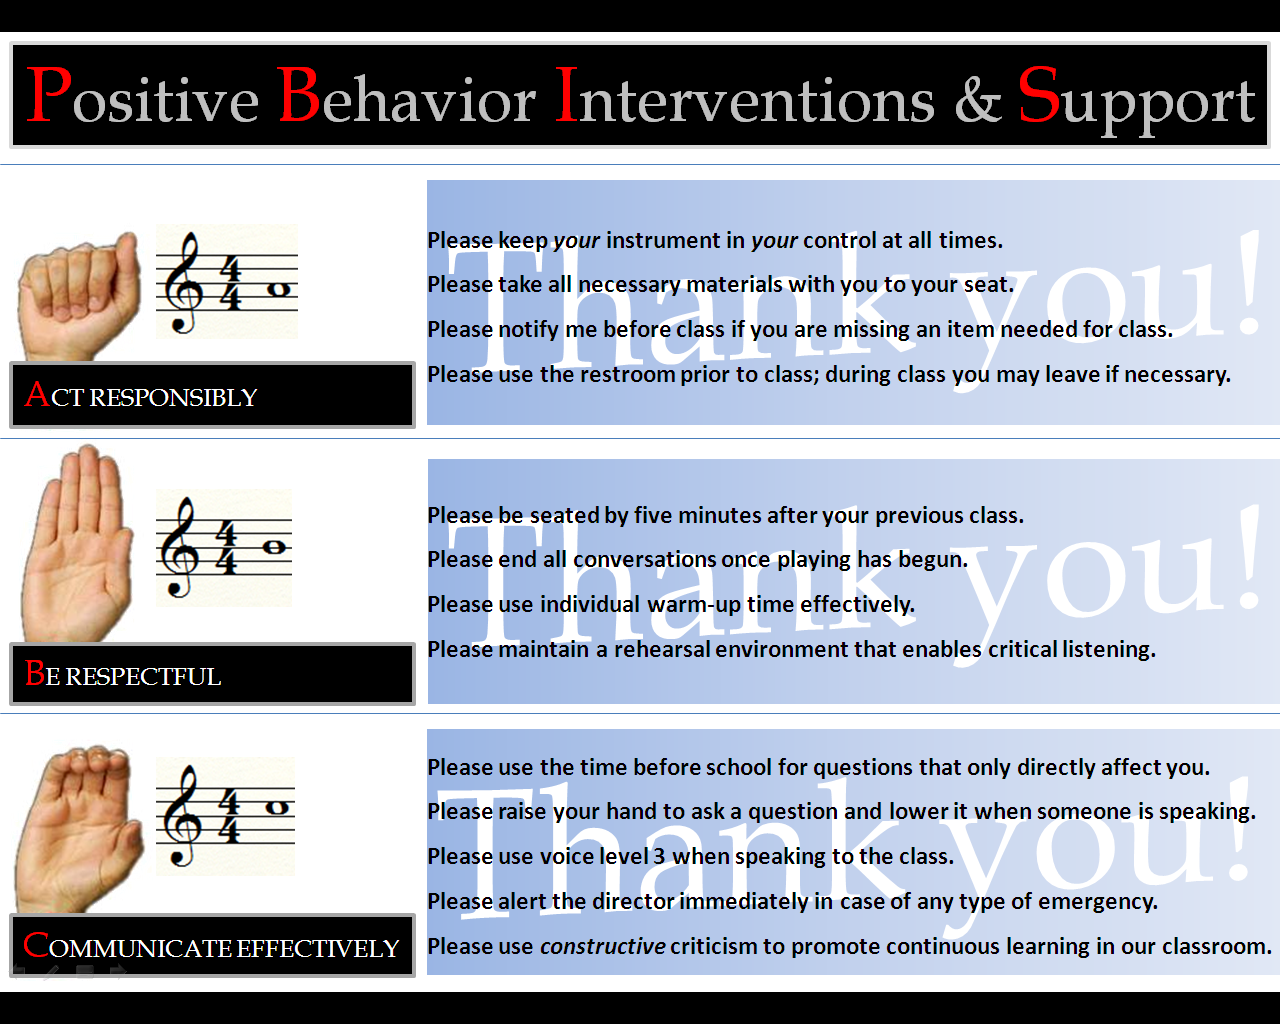 Positive Behavior Interventions & Support
4
4
Please keep your instrument in your control at all times.
Please take all necessary materials with you to your seat.
Please notify me before class if you are missing an item needed for class.
Please use the restroom prior to class; during class you may leave if necessary.
Thank you!
ACT RESPONSIBLY
4
4
Please be seated by five minutes after your previous class.
Please end all conversations once playing has begun.
Please use individual warm-up time effectively.
Please maintain a rehearsal environment that enables critical listening.
Thank you!
BE RESPECTFUL
4
4
Please use the time before school for questions that only directly affect you.
Please raise your hand to ask a question and lower it when someone is speaking.
Please use voice level 3 when speaking to the class.
Please alert the director immediately in case of any type of emergency.
Please use constructive criticism to promote continuous learning in our classroom.
Thank you!
COMMUNICATE EFFECTIVELY